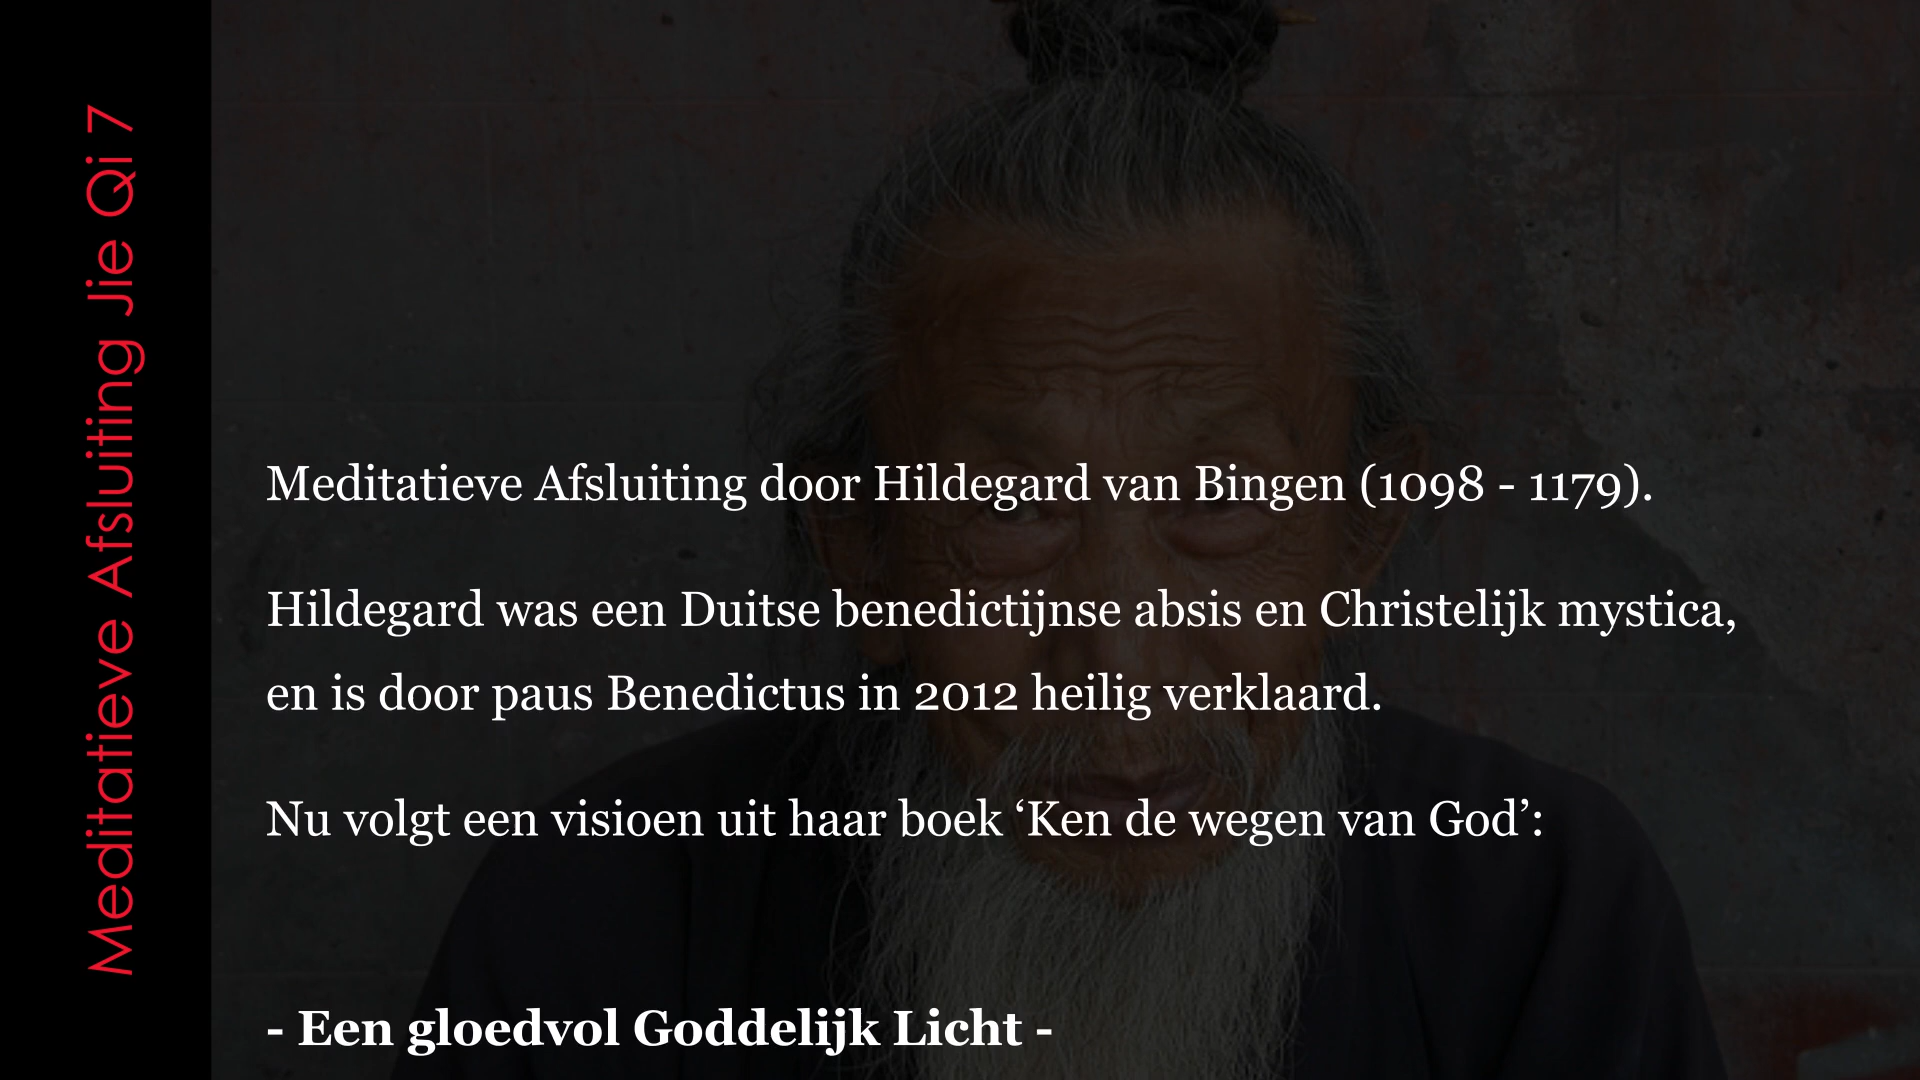 Meditatieve Afsluiting Jie Qi 7
Meditatieve Afsluiting door Hildegard van Bingen (1098 - 1179).
Hildegard was een Duitse benedictijnse absis en Christelijk mystica,
en is door paus Benedictus in 2012 heilig verklaard.
Nu volgt een visioen uit haar boek ‘Ken de wegen van God’:
- Een gloedvol Goddelijk Licht -